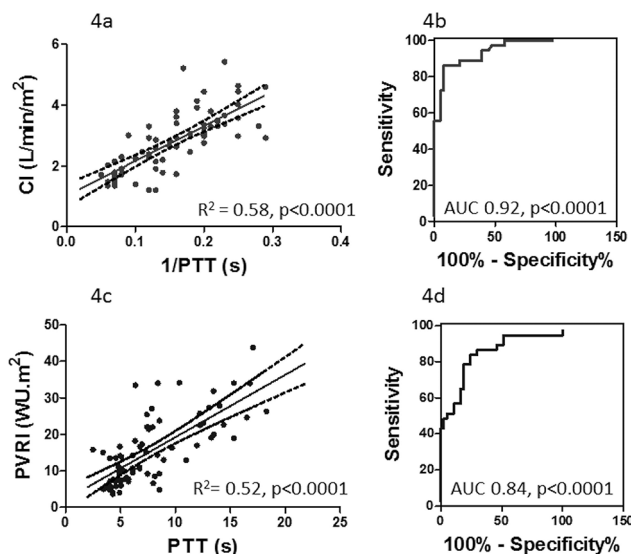 4a
CI (L/min/m²)
6
4
2
0
R² = 0.58, p<0.0001
0.0 0.1 0.2 0.3 0.4
1/PTT (s)
4b
Sensitivity
100
80
60
40
20
0
AUC 0.92, p<0.0001
0 50 100 150
100% - Specificity%
4c
PVRI (WU.m²)
50
40
30
20
10
0
R²= 0.52, p<0.0001
0 5 10 15 20 25
PTT (s)
4d
Sensitivity
100
80
60
40
20
0
AUC 0.84, p<0.0001
0 50 100 150
100% - Specificity%